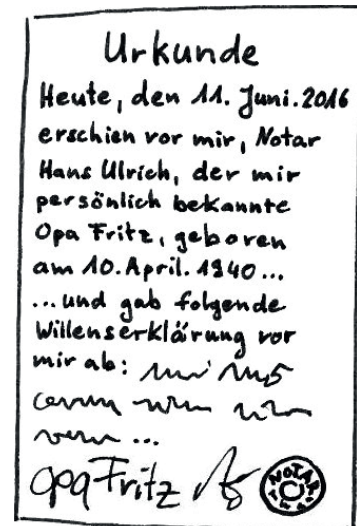 Urkunde
Heute, den 11. Juni. 2016
erschien vor mir, Notar
Hans Ulrich, der mir
persönlich bekannte
Opa Fritz, geboren
am 10. April. 1940...
...und gab folgende
Willenserklärung vor
mir ab:
...
Opa Fritz
NOTAR